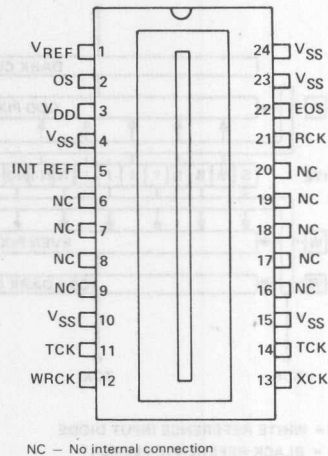 VREF 1 24 VSS
OS 2 23 VSS
VDD 3 22 EOS
VSS 4 21 RCK
INT REF 5 20 NC
NC 6 19 NC
NC 7 18 NC
NC 8 17 NC
NC 9 16 NC
VSS 10 15 VSS
TCK 11 14 TCK
WRCK 12 13 XCK
NC – No internal connection